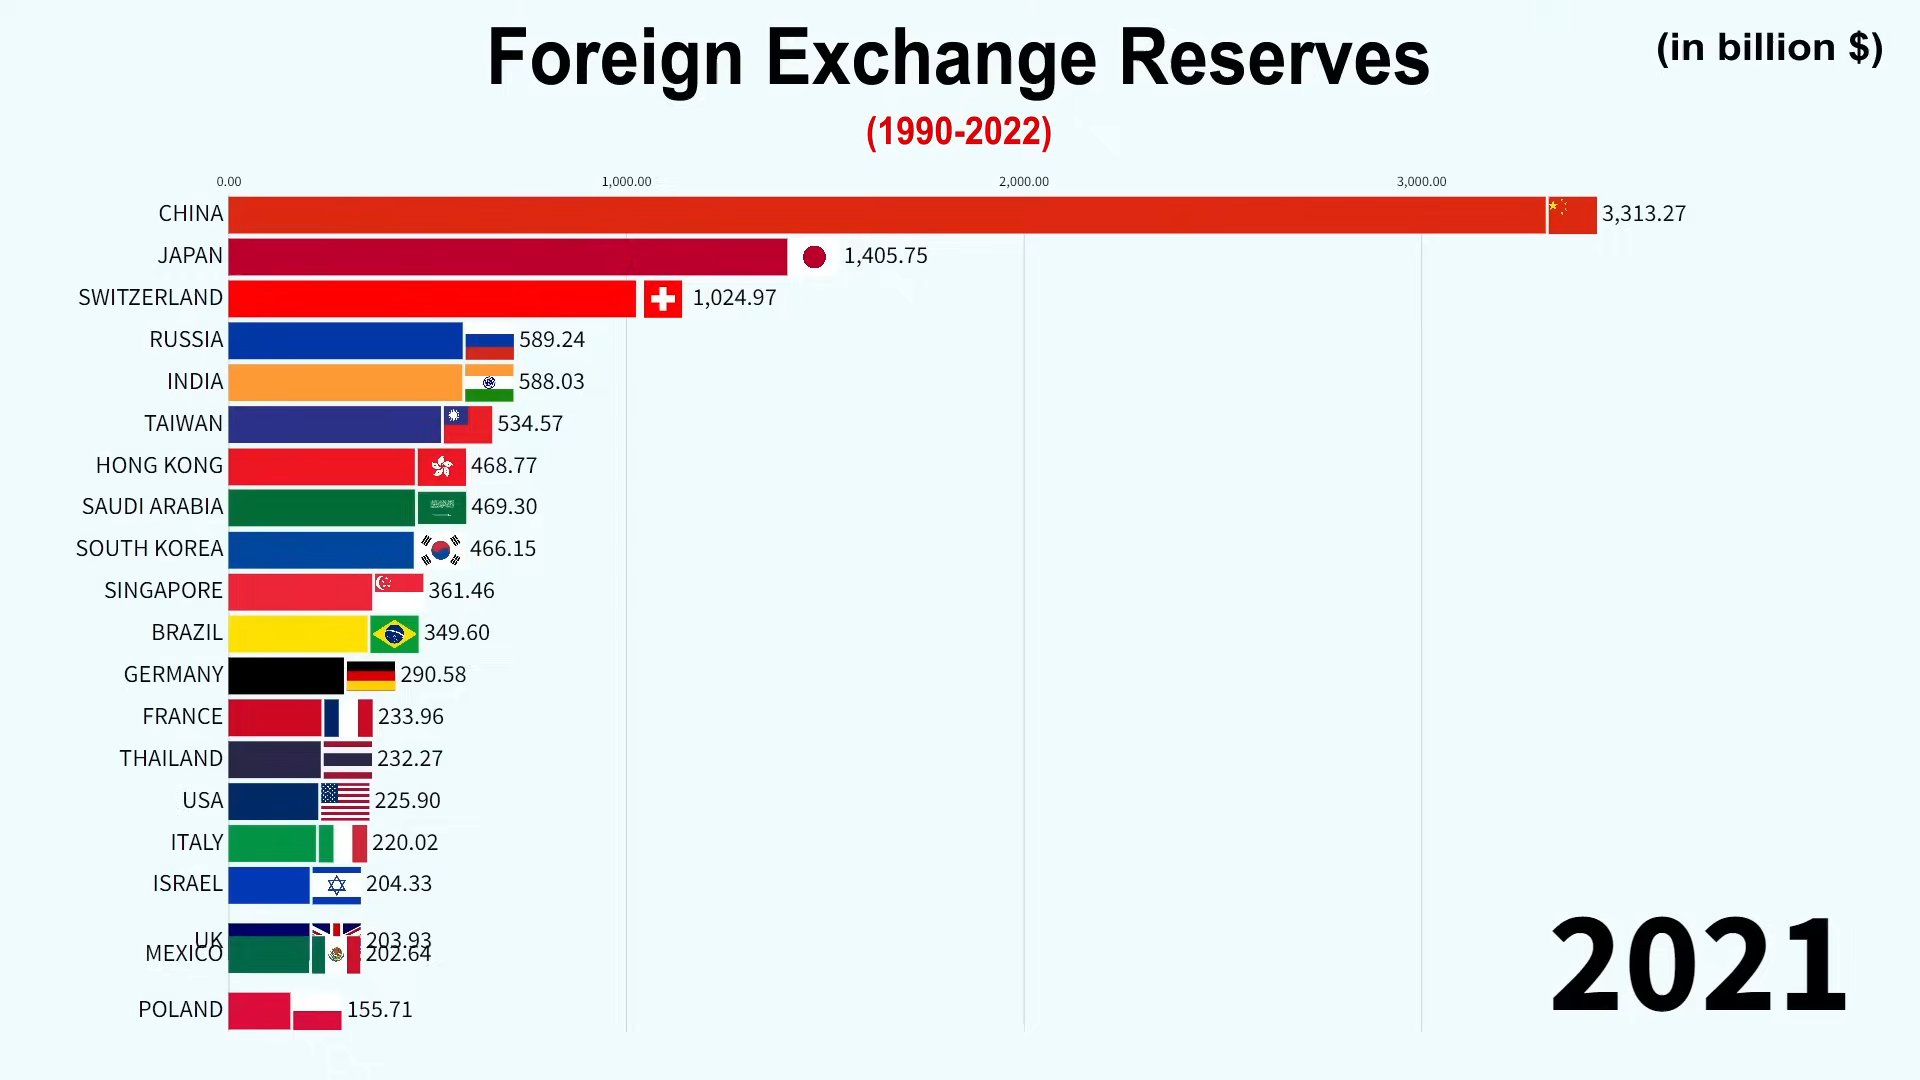 Foreign Exchange Reserves
(in billion $)
(1990-2022)
0.00 1,000.00 2,000.00 3,000.00
CHINA 3,313.27
JAPAN 1,405.75
SWITZERLAND 1,024.97
RUSSIA 589.24
INDIA 588.03
TAIWAN 534.57
HONG KONG 468.77
SAUDI ARABIA 469.30
SOUTH KOREA 466.15
SINGAPORE 361.46
BRAZIL 349.60
GERMANY 290.58
FRANCE 233.96
THAILAND 232.27
USA 225.90
ITALY 220.02
ISRAEL 204.33
UK 203.93
MEXICO 202.64
POLAND 155.71
2021